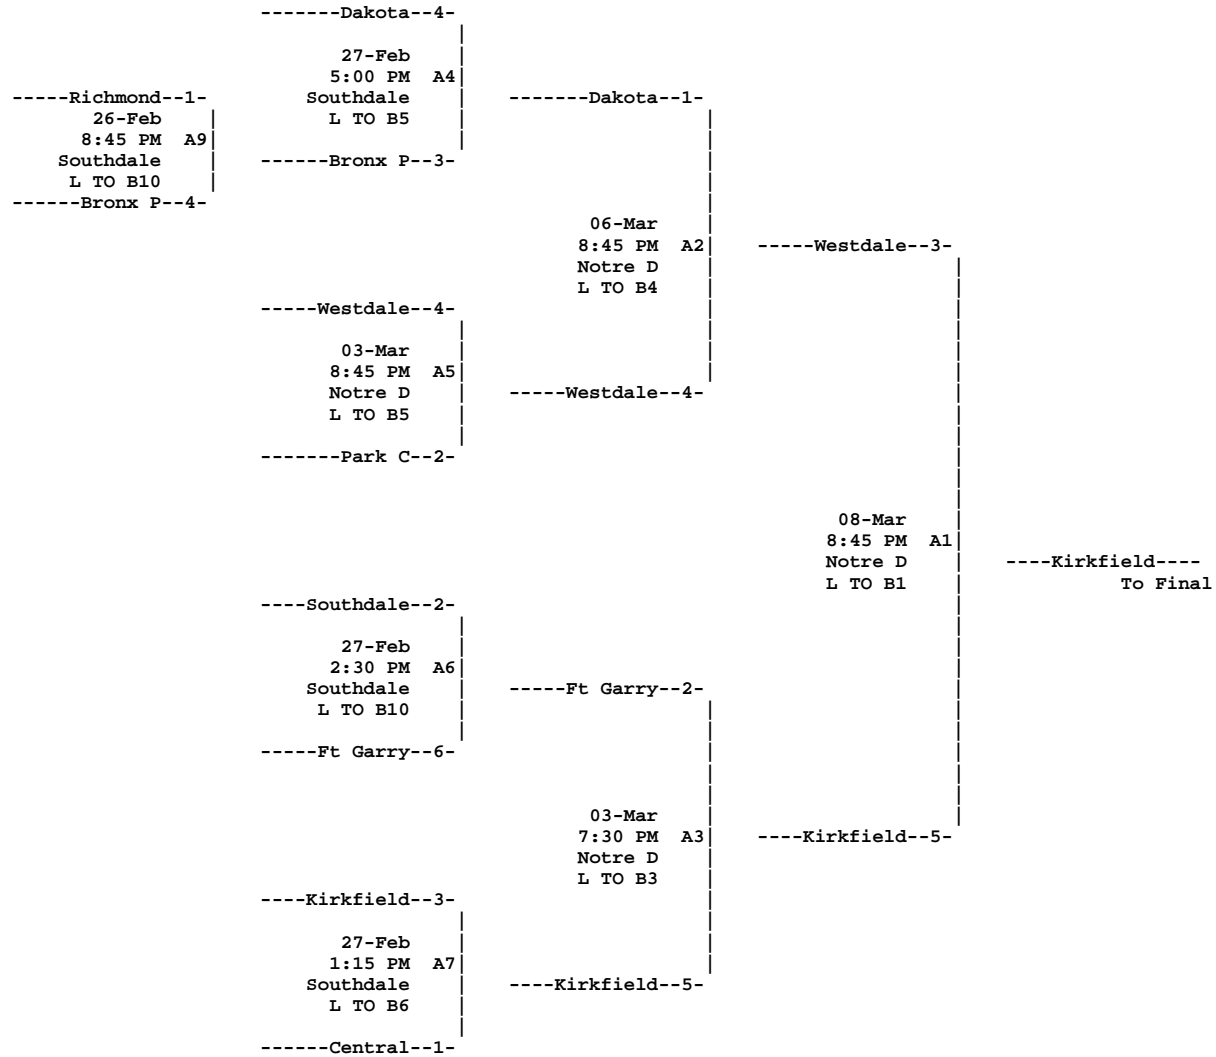 -------Dakota--4-
27-Feb
5:00 PM A4
-----Richmond--1- Southdale -------Dakota--1-
26-Feb L TO B5
8:45 PM A9
Southdale ------Bronx P--3-
L TO B10
------Bronx P--4-
06-Mar
8:45 PM A2 -----Westdale--3-
Notre D
L TO B4
-----Westdale--4-
03-Mar
8:45 PM A5
Notre D -----Westdale--4-
L TO B5
-------Park C--2-
08-Mar
8:45 PM A1
Notre D ----Kirkfield----
L TO B1 To Final
----Southdale--2-
27-Feb
2:30 PM A6
Southdale -----Ft Garry--2-
L TO B10
-----Ft Garry--6-
03-Mar
7:30 PM A3 ----Kirkfield--5-
Notre D
L TO B3
----Kirkfield--3-
27-Feb
1:15 PM A7
Southdale ----Kirkfield--5-
L TO B6
------Central--1-